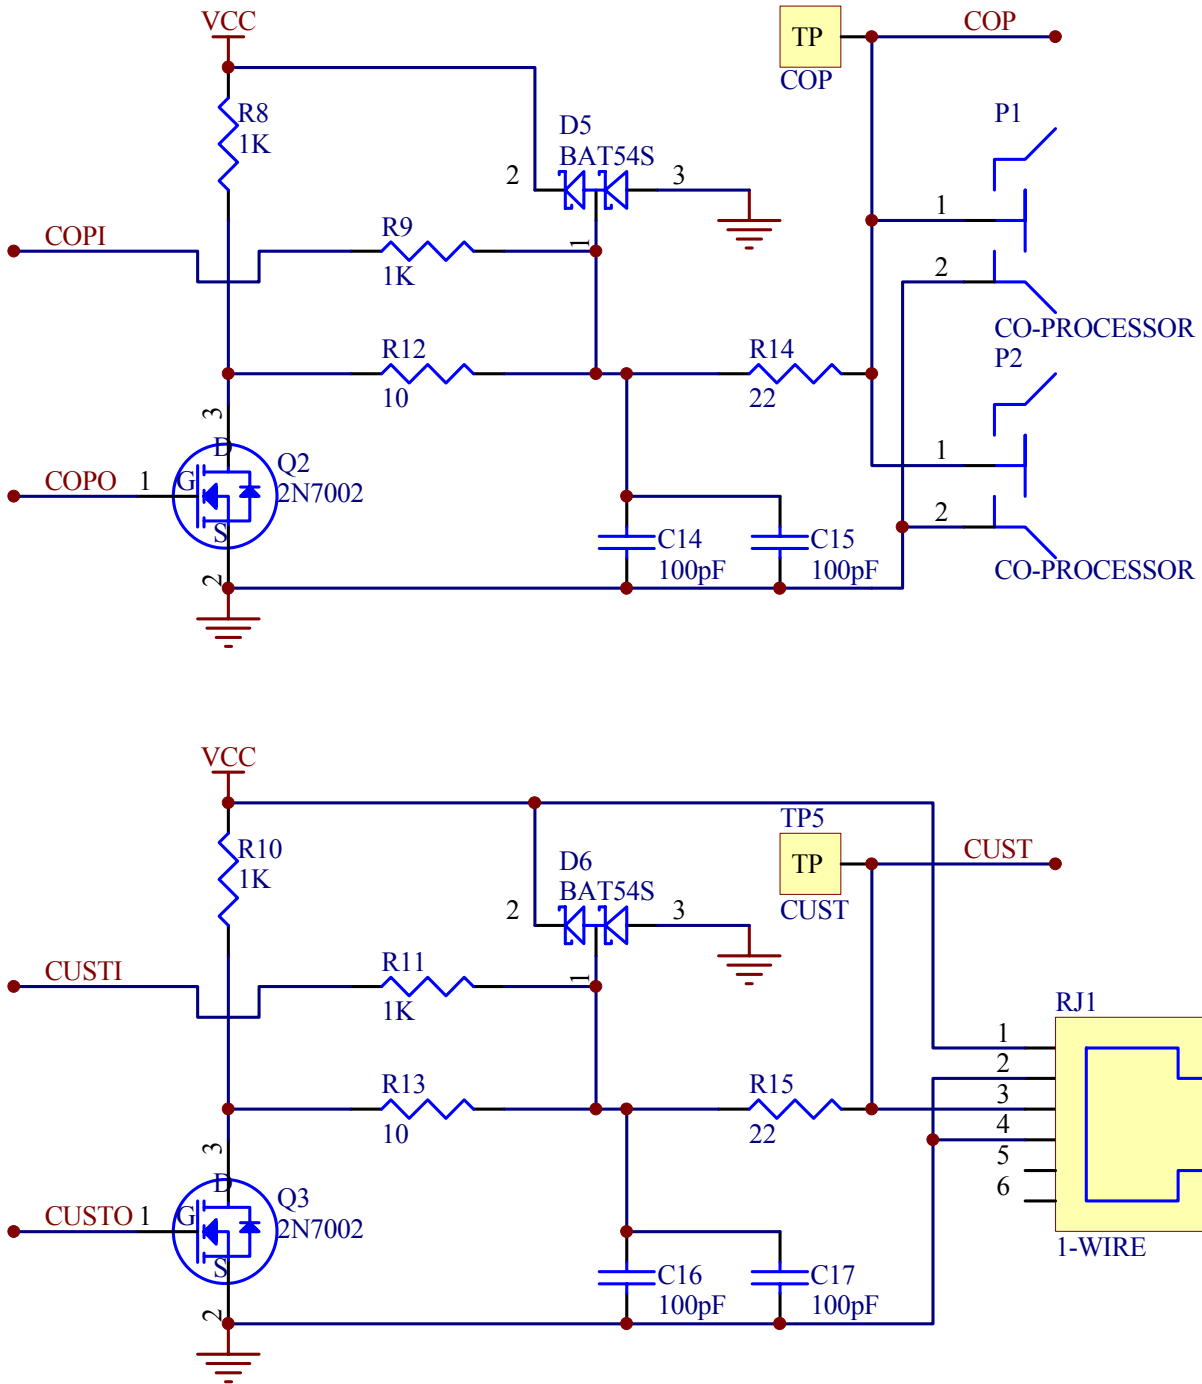 VCC
TP
COP
COP
R8
1K
D5
BAT54S
P1
2
3
1
COPI
R9
1K
1
2
CO-PROCESSOR
R12
10
R14
22
P2
3
D
1
COPO
1
G
Q2
2N7002
S
2
2
C14
100pF
C15
100pF
CO-PROCESSOR
VCC
TP5
TP
CUST
CUST
R10
1K
D6
BAT54S
2
3
CUSTI
R11
1K
1
RJ1
1
2
3
4
5
6
1-WIRE
R13
10
R15
22
3
D
CUSTO
1
G
Q3
2N7002
S
2
C16
100pF
C17
100pF